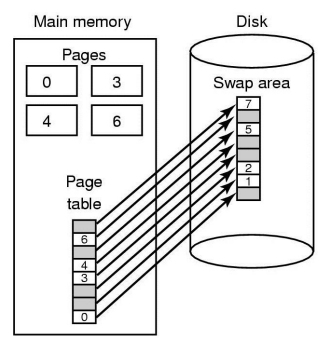 Main memory
Disk
Pages
0 3
4 6
Swap area
7
5
2
1
Page
table
6
4
3
0